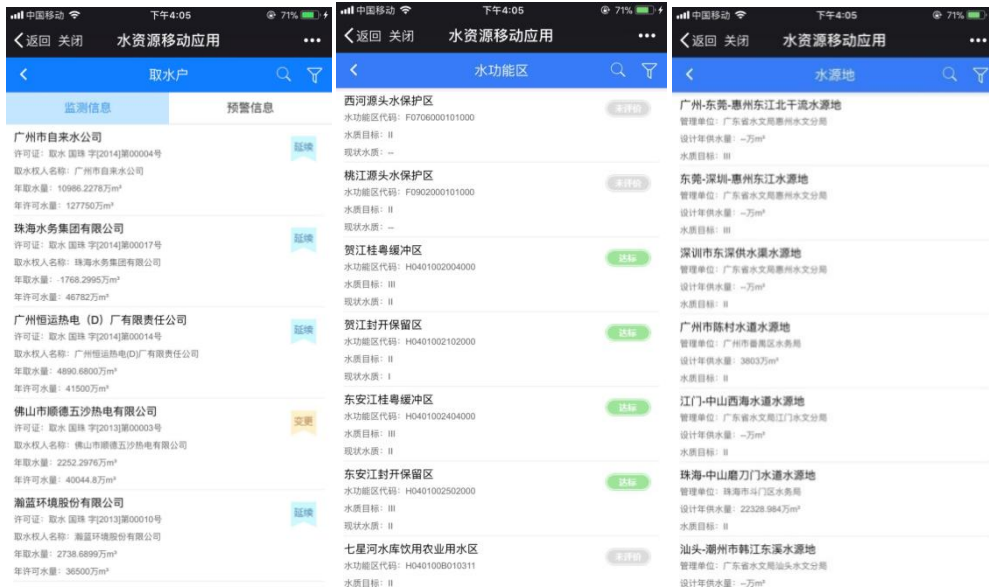 中国移动
下午4:05
71%
返回 关闭
水资源移动应用
取水户
监测信息
预警信息
广州市自来水公司
延续
许可证：取水 国珠 字[2014]第00004号
取水权人名称：广州市自来水公司
年取水量：10986.2278万m³
年许可水量：127750万m³
珠海水务集团有限公司
延续
许可证：取水 国珠 字[2014]第00017号
取水权人名称：珠海水务集团有限公司
年取水量：-1768.2995万m³
年许可水量：46782万m³
广州恒运热电（D）厂有限责任公司
延续
许可证：取水 国珠 字[2014]第00014号
取水权人名称：广州恒运热电(D)厂有限责任公司
年取水量：4890.6800万m³
年许可水量：41500万m³
佛山市顺德五沙热电有限公司
变更
许可证：取水 国珠 字[2013]第00003号
取水权人名称：佛山市顺德五沙热电有限公司
年取水量：2252.2976万m³
年许可水量：40044.8万m³
瀚蓝环境股份有限公司
延续
许可证：取水 国珠 字[2013]第00010号
取水权人名称：瀚蓝环境股份有限公司
年取水量：2738.6899万m³
年许可水量：36500万m³
中国移动
下午4:05
71%
返回 关闭
水资源移动应用
水功能区
西河源头水保护区
未评价
水功能区代码：F0706000101000
水质目标：II
现状水质：--
桃江源头水保护区
未评价
水功能区代码：F0902000101000
水质目标：II
现状水质：--
贺江桂粤缓冲区
达标
水功能区代码：H0401002004000
水质目标：III
现状水质：II
贺江封开保留区
达标
水功能区代码：H0401002102000
水质目标：II
现状水质：I
东安江桂粤缓冲区
达标
水功能区代码：H0401002404000
水质目标：III
现状水质：II
东安江封开保留区
达标
水功能区代码：H0401002502000
水质目标：III
现状水质：II
七星河水库饮用农业用水区
未评价
水功能区代码：H040100B010311
水质目标：II
中国移动
下午4:05
71%
返回 关闭
水资源移动应用
水源地
广州-东莞-惠州东江北干流水源地
管理单位：广东省水文局惠州水文分局
设计年供水量：--万m³
水质目标：III
东莞-深圳-惠州东江水源地
管理单位：广东省水文局惠州水文分局
设计年供水量：--万m³
水质目标：III
深圳市东深供水渠水源地
管理单位：广东省水文局惠州水文分局
设计年供水量：--万m³
水质目标：II
广州市陈村水道水源地
管理单位：广州市番禺区水务局
设计年供水量：3803万m³
水质目标：II
江门-中山西海水道水源地
管理单位：广东省水文局江门水文分局
设计年供水量：--万m³
水质目标：II
珠海-中山磨刀门水道水源地
管理单位：珠海市斗门区水务局
设计年供水量：22328.984万m³
水质目标：II
汕头-潮州市韩江东溪水源地
管理单位：广东省水文局汕头水文分局
设计年供水量：--万m³